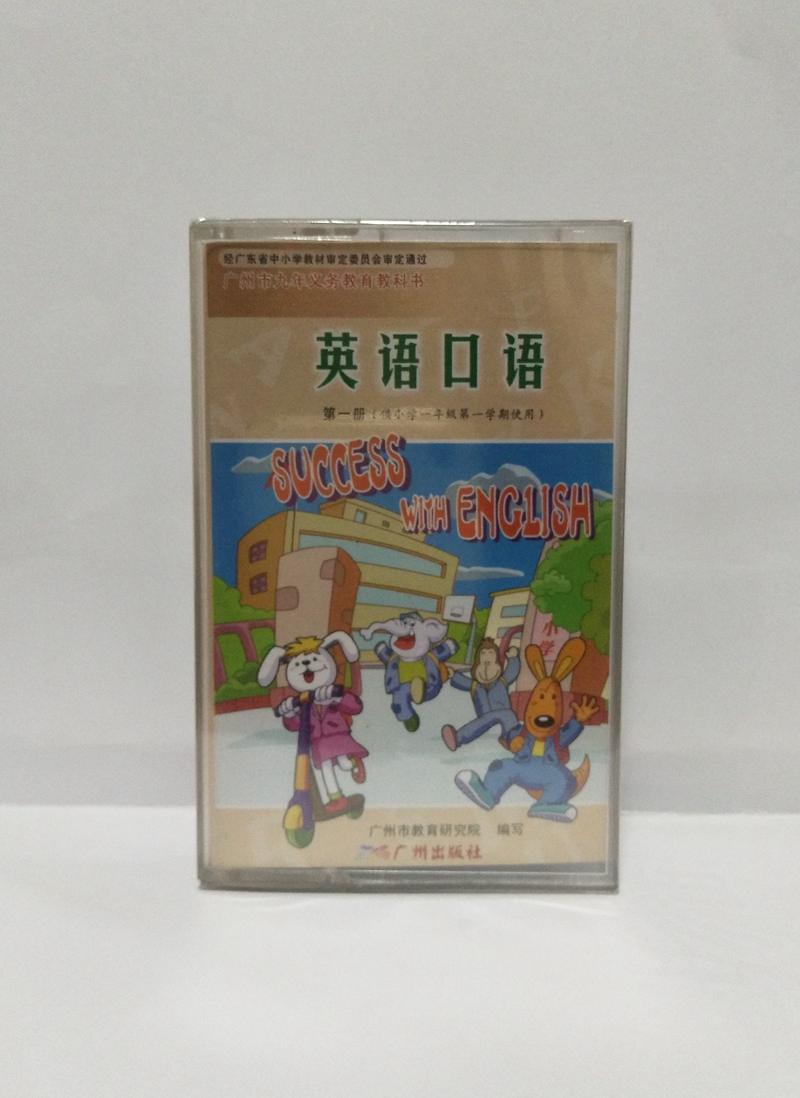 经广东省中小学教材审定委员会审定通过
广州市九年义务教育教科书
英语口语
第一册(供小学一年级第一学期使用)
SUCCESS
WITH ENGLISH
小学
广州市教育研究院 编写
广州出版社